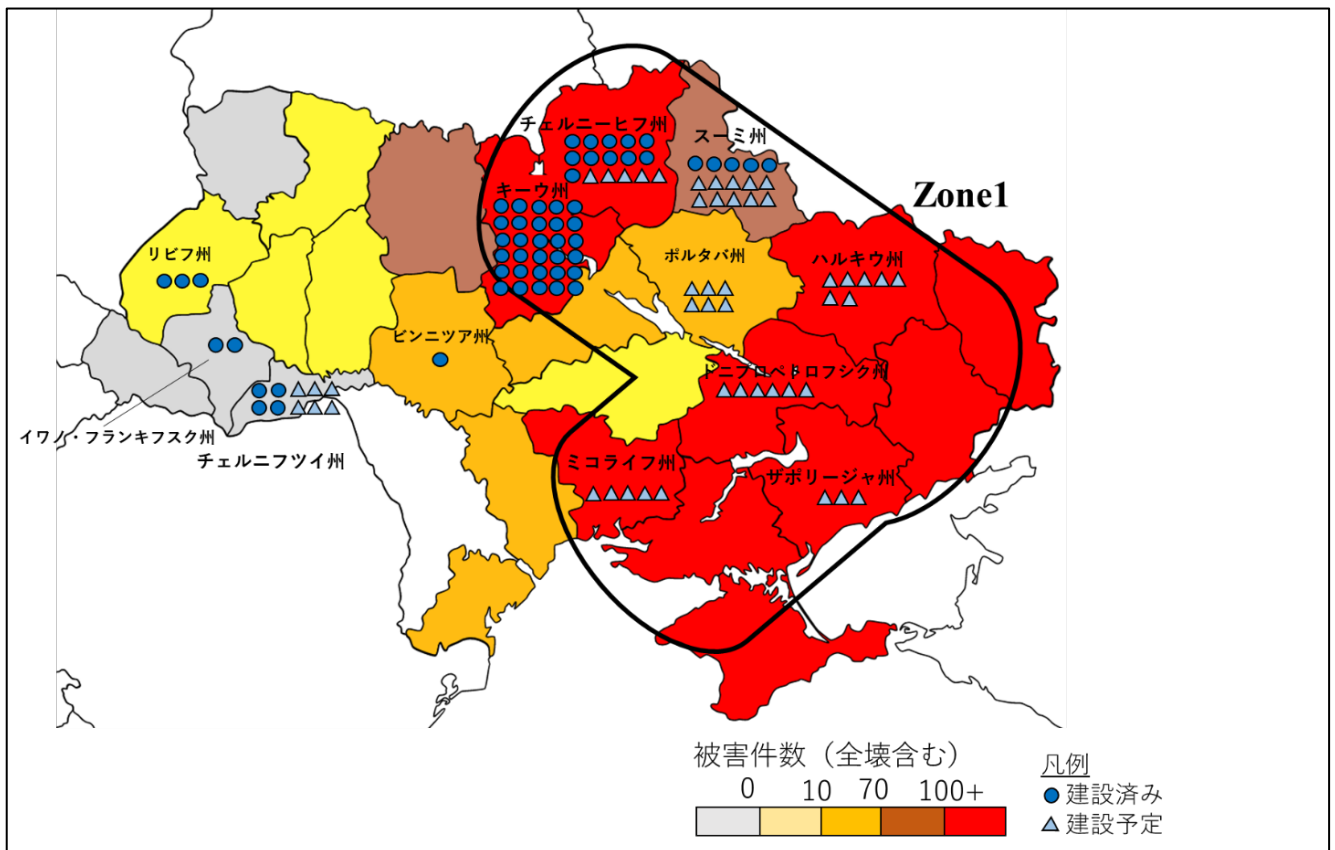 チェルニーヒフ州
スーミ州
キーウ州
Zone1
リビフ州
ポルタバ州
ハルキウ州
ビンニツア州
ドニプロペトロフシク州
イワノ・フランキフスク州
チェルニフツイ州
ミコライフ州
ザポリージャ州
被害件数（全壊含む）
0 10 70 100+
凡例
建設済み
建設予定